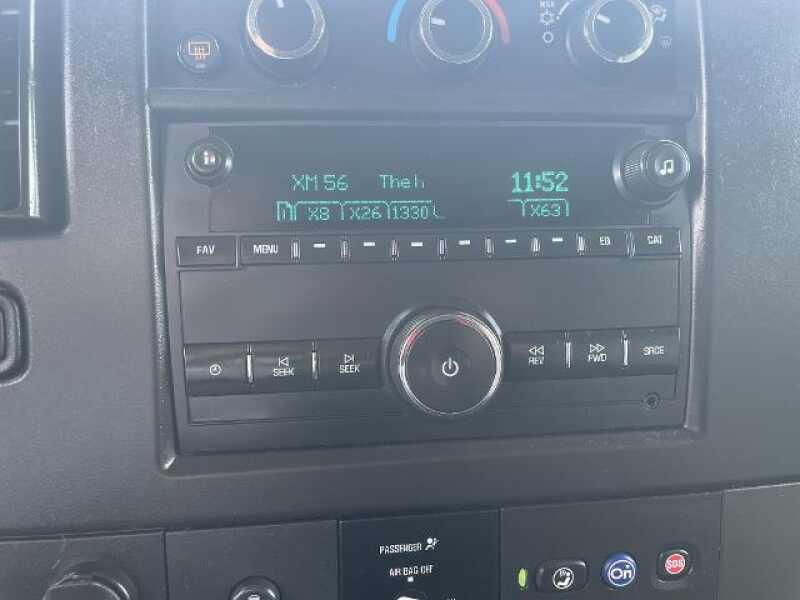 MAX
XM 56 The h 11:52
X8 X26 1330 X63
FAV MENU EQ CAT
SEEK SEEK REV FWD SRCE
PASSENGER
AIR BAG OFF
On SOS